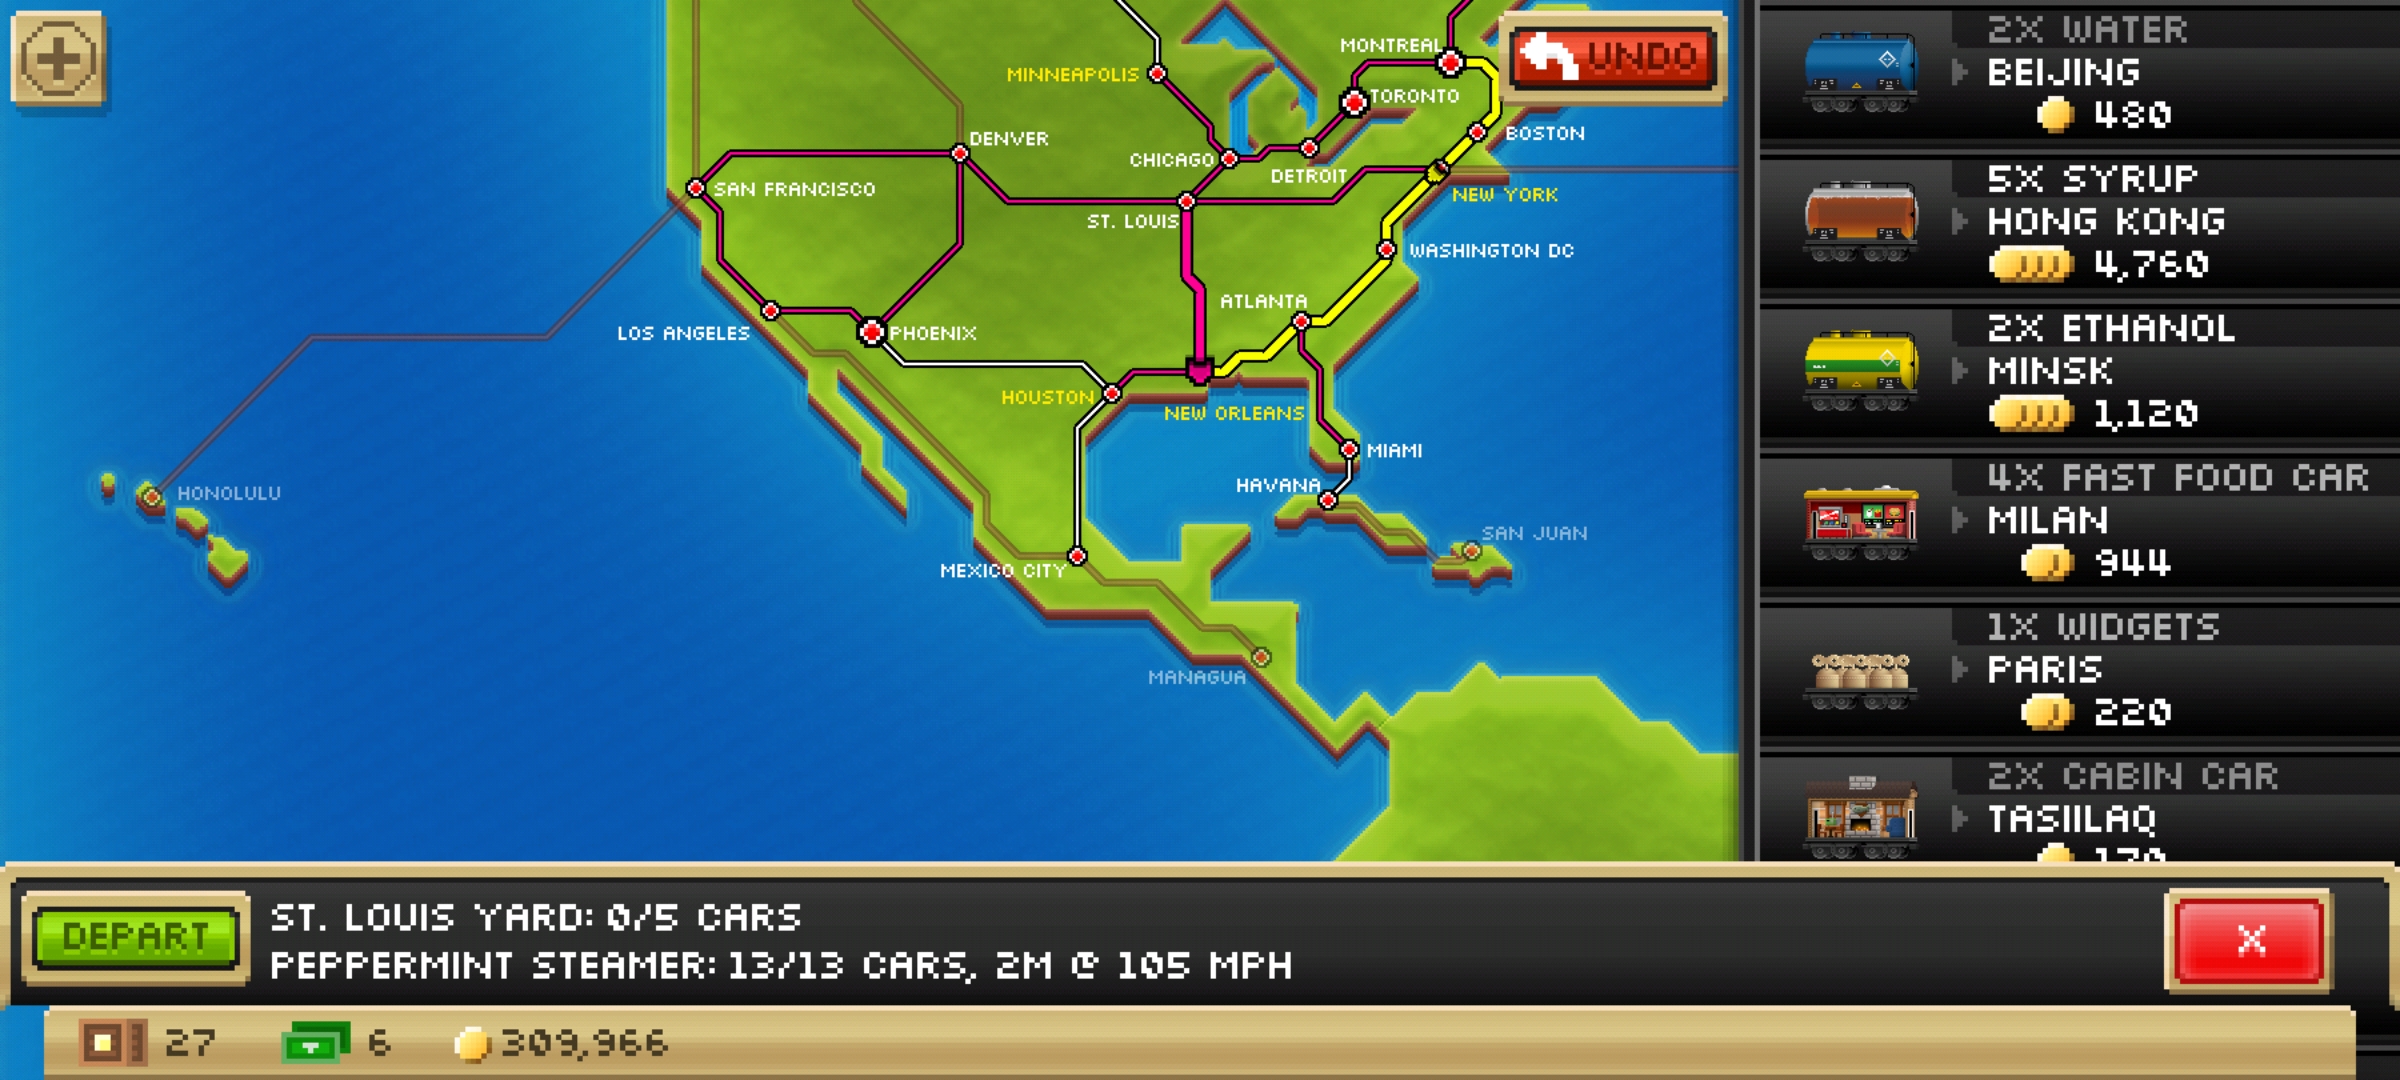 UNDO
MONTREAL
MINNEAPOLIS
TORONTO
DENVER
BOSTON
CHICAGO
DETROIT
SAN FRANCISCO
NEW YORK
ST. LOUIS
WASHINGTON DC
ATLANTA
LOS ANGELES
PHOENIX
HOUSTON
NEW ORLEANS
MIAMI
HAVANA
HONOLULU
SAN JUAN
MEXICO CITY
MANAGUA
2X WATER
BEIJING
480
5X SYRUP
HONG KONG
4,760
2X ETHANOL
MINSK
1,120
4X FAST FOOD CAR
MILAN
944
1X WIDGETS
PARIS
220
2X CABIN CAR
TASIILAQ
170
DEPART
ST. LOUIS YARD: 0/5 CARS
PEPPERMINT STEAMER: 13/13 CARS, 2M @ 105 MPH
X
27
6
309,966